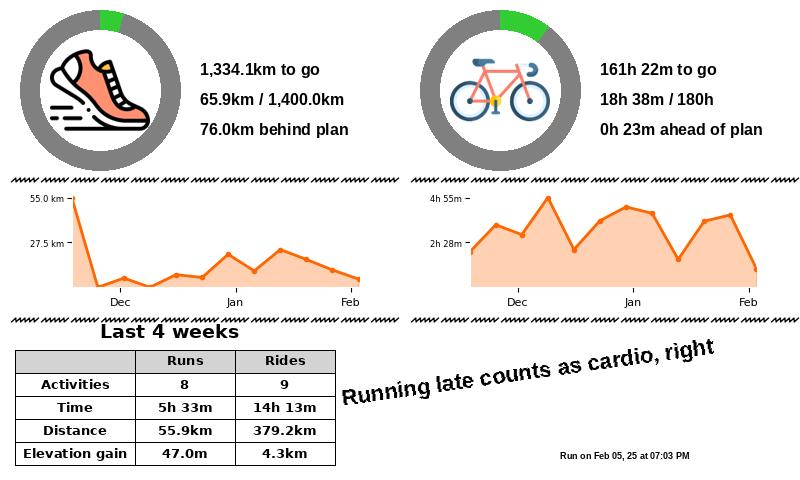 1,334.1km to go
65.9km / 1,400.0km
76.0km behind plan
161h 22m to go
18h 38m / 180h
0h 23m ahead of plan
55.0 km
27.5 km
Dec Jan Feb
4h 55m
2h 28m
Dec Jan Feb
Last 4 weeks
Runs Rides
Activities 8 9
Time 5h 33m 14h 13m
Distance 55.9km 379.2km
Elevation gain 47.0m 4.3km
Running late counts as cardio, right
Run on Feb 05, 25 at 07:03 PM